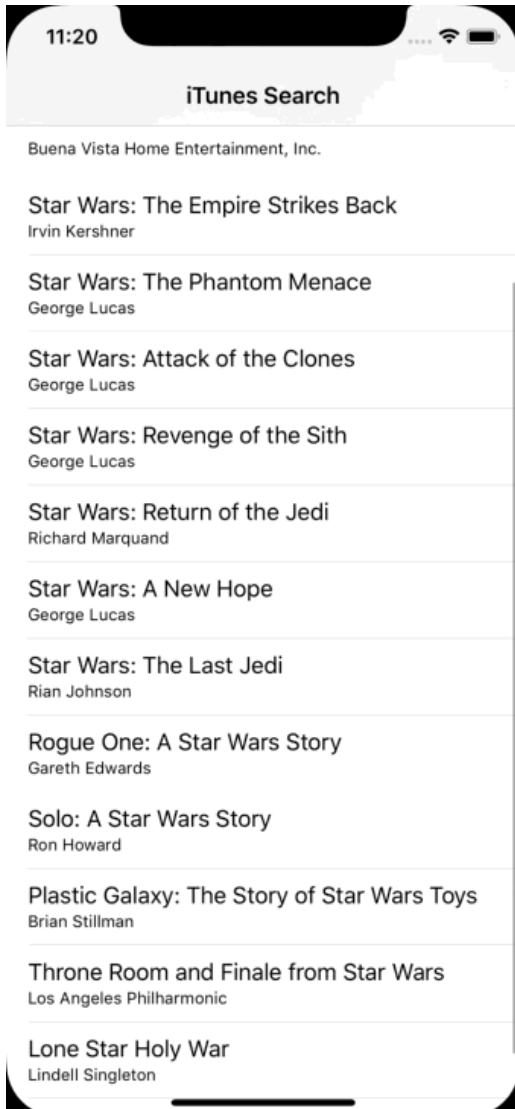 11:20
iTunes Search
Buena Vista Home Entertainment, Inc.
Star Wars: The Empire Strikes Back
Irvin Kershner
Star Wars: The Phantom Menace
George Lucas
Star Wars: Attack of the Clones
George Lucas
Star Wars: Revenge of the Sith
George Lucas
Star Wars: Return of the Jedi
Richard Marquand
Star Wars: A New Hope
George Lucas
Star Wars: The Last Jedi
Rian Johnson
Rogue One: A Star Wars Story
Gareth Edwards
Solo: A Star Wars Story
Ron Howard
Plastic Galaxy: The Story of Star Wars Toys
Brian Stillman
Throne Room and Finale from Star Wars
Los Angeles Philharmonic
Lone Star Holy War
Lindell Singleton